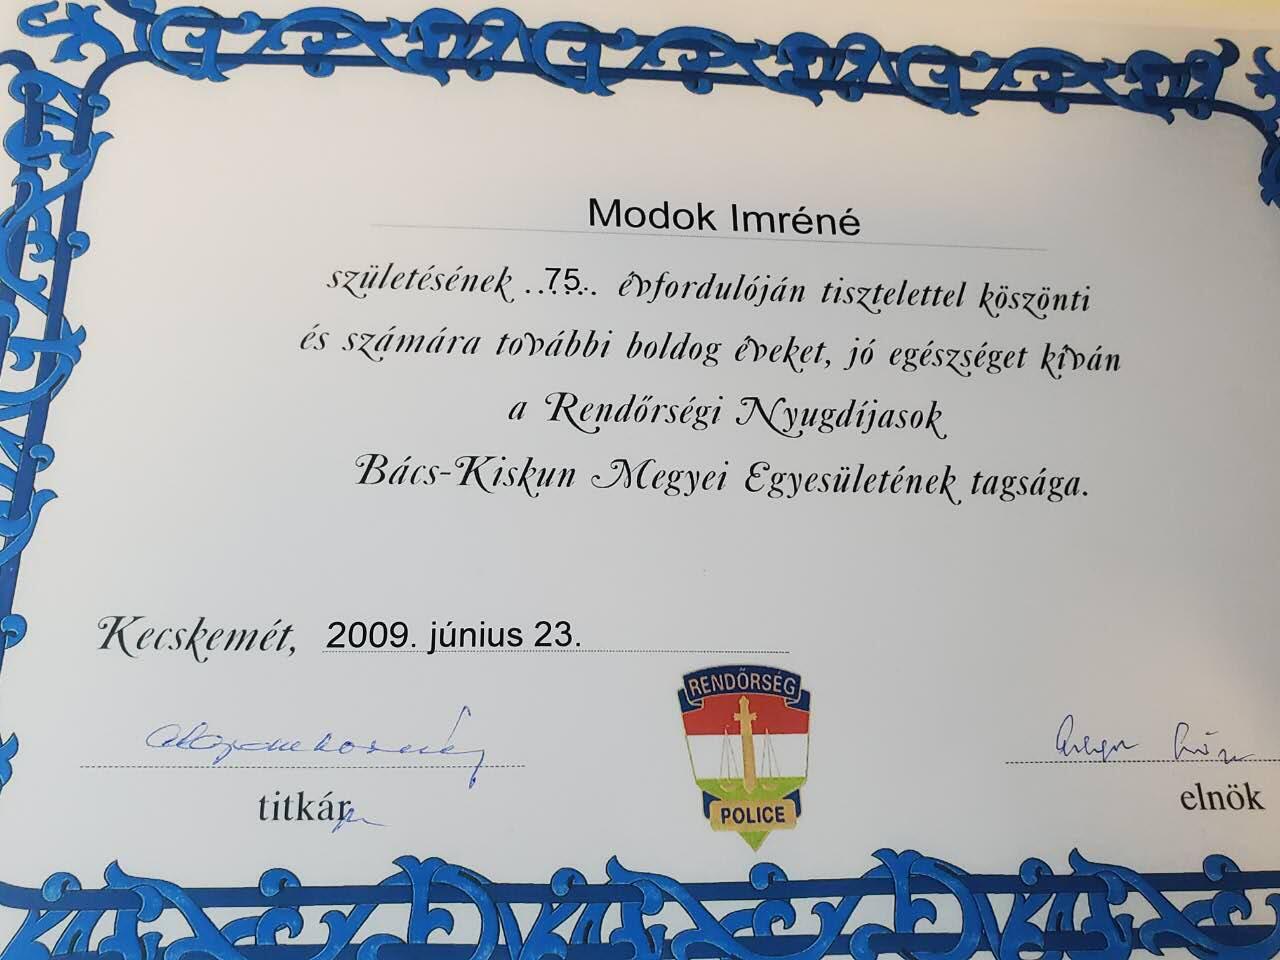 Modok Imréné
születésének ..75... évfordulóján tisztelettel köszönti
és számára további boldog éveket, jó egészséget kíván
a Rendőrségi Nyugdíjasok
Bács-Kiskun Megyei Egyesületének tagsága.
Kecskemét, 2009. június 23.
RENDŐRSÉG
POLICE
titkár
elnök